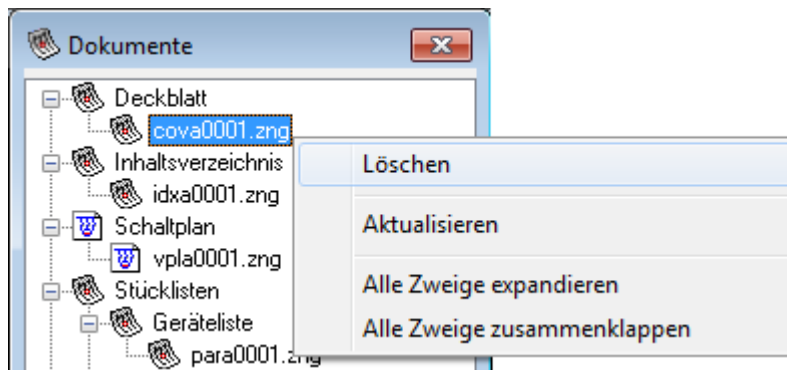 Dokumente
Deckblatt
cova0001.zng
Inhaltsverzeichnis
Löschen
idxa0001.zng
Schaltplan
Aktualisieren
vpla0001.zng
Stücklisten
Alle Zweige expandieren
Geräteliste
Alle Zweige zusammenklappen
para0001.zng